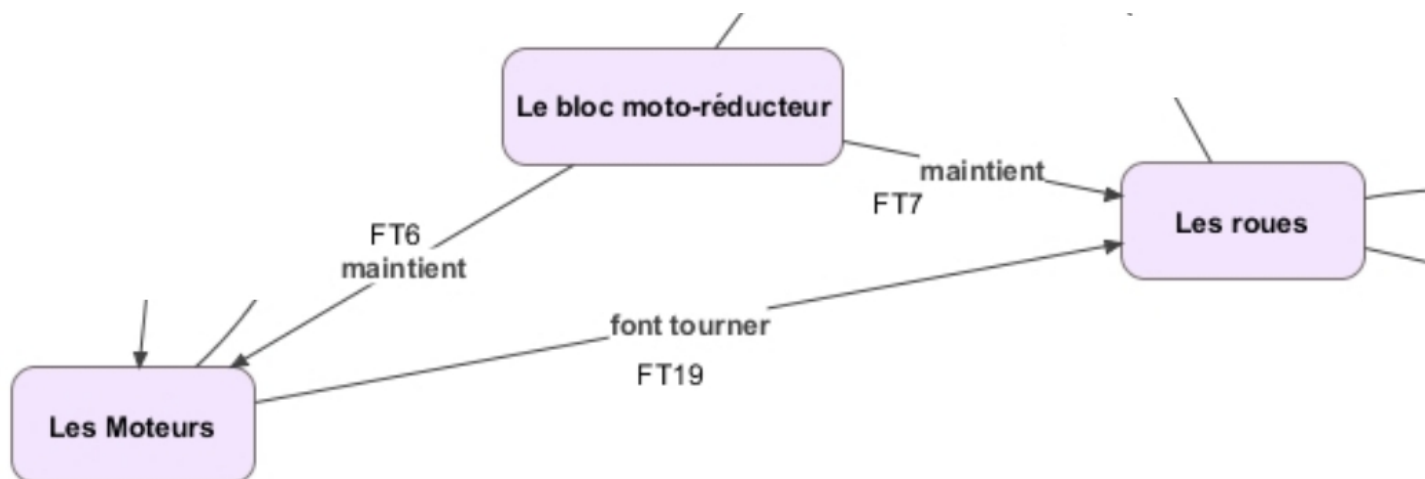 Le bloc moto-réducteur
maintient
FT7
Les roues
FT6
maintient
font tourner
FT19
Les Moteurs